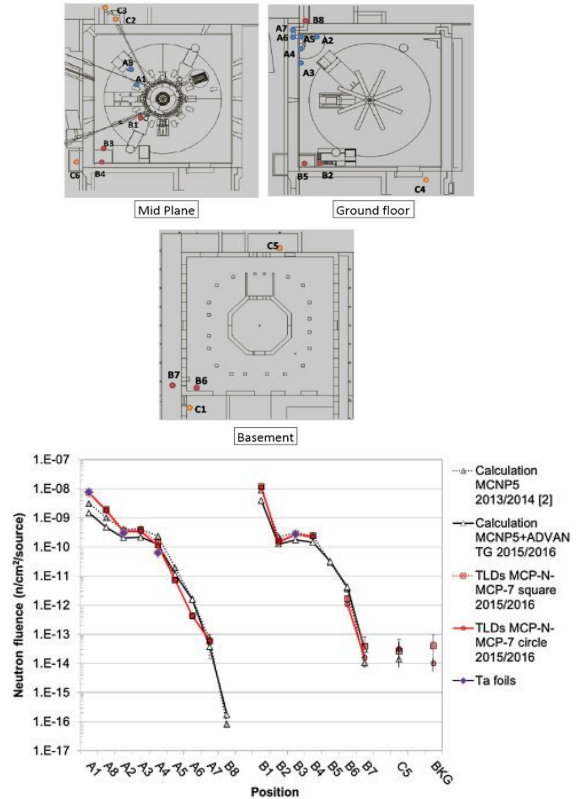 C3
C2
A8
A1
B1
B3
C6
B4
Mid Plane
B8
A7
A6
A5
A2
A4
A3
B5
B2
C4
Ground floor
C5
B7
B6
C1
Basement
Neutron fluence (n/cm²/source)
1.E-07
1.E-08
1.E-09
1.E-10
1.E-11
1.E-12
1.E-13
1.E-14
1.E-15
1.E-16
1.E-17
A1
A8
A2
A3
A4
A5
A6
A7
B8
B1
B2
B3
B4
B5
B6
B7
C5
BKG
Position
Calculation
MCNP5
2013/2014 [2]
Calculation
MCNP5+ADVAN
TG 2015/2016
TLDs MCP-N-
MCP-7 square
2015/2016
TLDs MCP-N-
MCP-7 circle
2015/2016
Ta foils